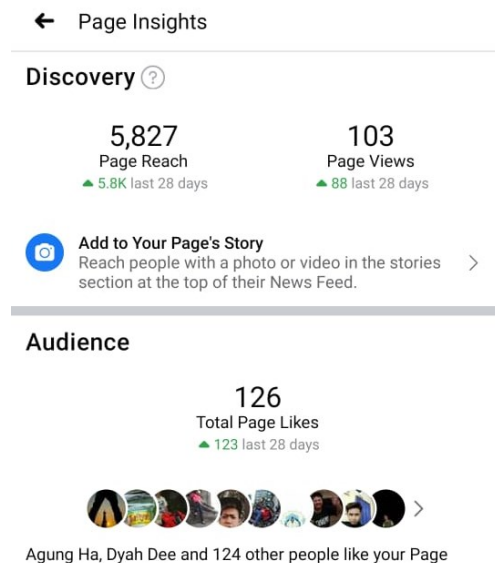 Page Insights
Discovery ?
5,827 103
Page Reach Page Views
5.8K last 28 days 88 last 28 days
Add to Your Page's Story
Reach people with a photo or video in the stories
section at the top of their News Feed.
Audience
126
Total Page Likes
123 last 28 days
Agung Ha, Dyah Dee and 124 other people like your Page